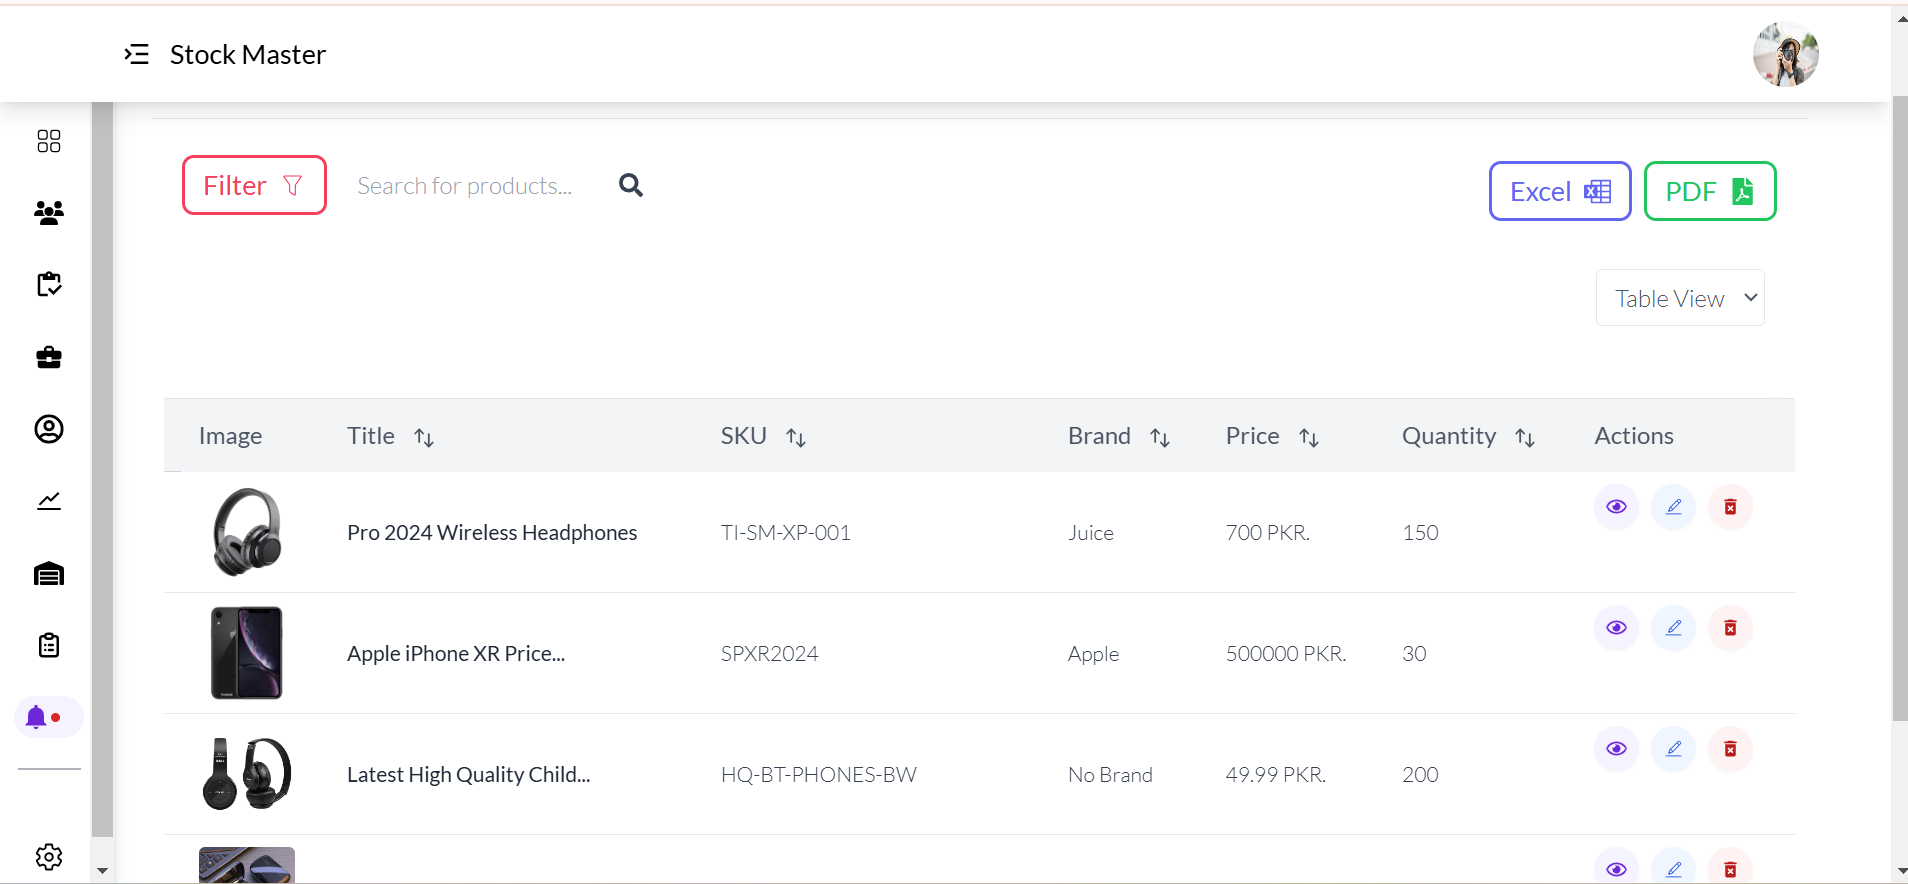 Stock Master
Filter
Search for products...
Excel
PDF
Table View
Image Title SKU Brand Price Quantity Actions
Pro 2024 Wireless Headphones TI-SM-XP-001 Juice 700 PKR. 150
Apple iPhone XR Price... SPXR2024 Apple 500000 PKR. 30
Latest High Quality Child... HQ-BT-PHONES-BW No Brand 49.99 PKR. 200